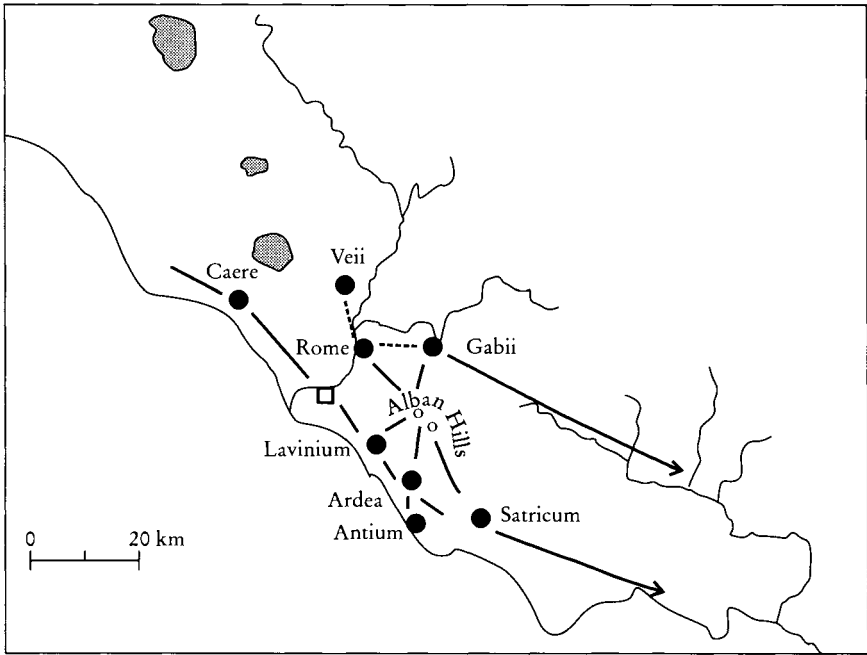 Veii
Caere
Rome
Gabii
Alban Hills
Lavinium
Ardea
Satricum
Antium
0 20 km